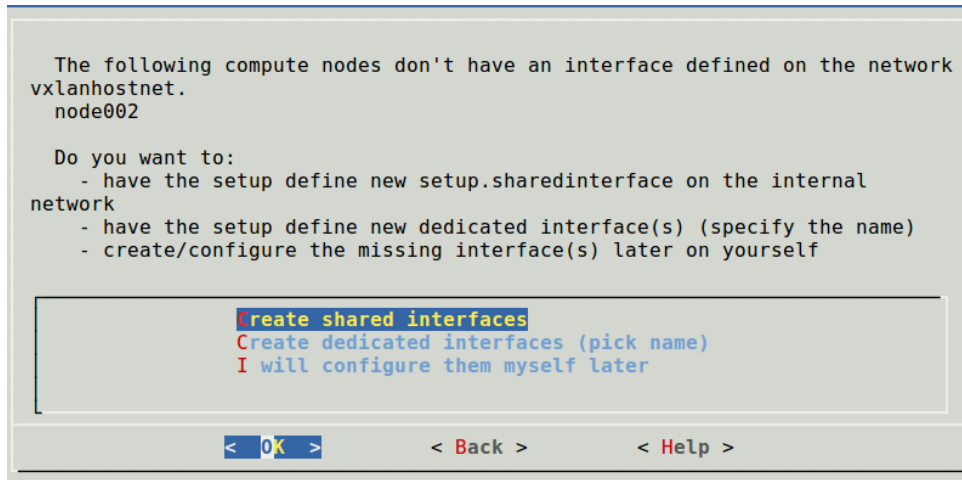 The following compute nodes don't have an interface defined on the network
vxlanhostnet.
node002
Do you want to:
- have the setup define new setup.sharedinterface on the internal
network
- have the setup define new dedicated interface(s) (specify the name)
- create/configure the missing interface(s) later on yourself
Create shared interfaces
Create dedicated interfaces (pick name)
I will configure them myself later
< OK > < Back > < Help >